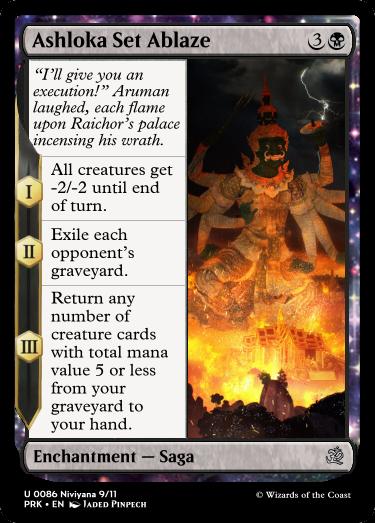 Ashloka Set Ablaze 3
"I'll give you an
execution!" Aruman
laughed, each flame
upon Raichor's palace
incensing his wrath.
I
All creatures get
-2/-2 until end
of turn.
II
Exile each
opponent's
graveyard.
III
Return any
number of
creature cards
with total mana
value 5 or less
from your
graveyard to
your hand.
Enchantment — Saga
U 0086 Niviyana 9/11
PRK • EN Jaded Pinpech
© Wizards of the Coast